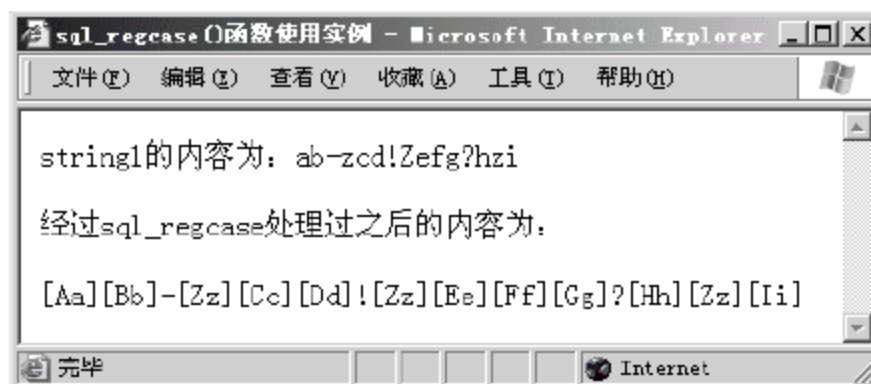 sql_regcase()函数使用实例 - Microsoft Internet Explorer
文件(F) 编辑(E) 查看(V) 收藏(A) 工具(T) 帮助(H)
string1的内容为：ab-zcd!Zefg?hzi
经过sql_regcase处理过之后的内容为：
[Aa][Bb]-[Zz][Cc][Dd]![Zz][Ee][Ff][Gg]?[Hh][Zz][Ii]
完毕 Internet